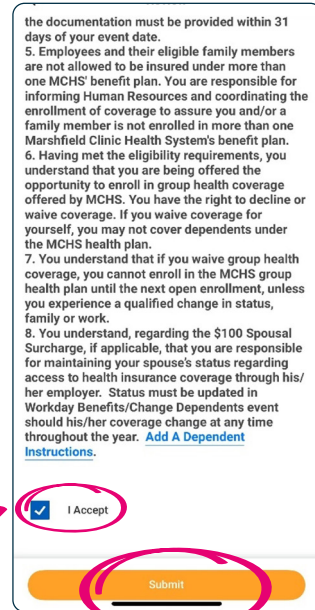 the documentation must be provided within 31
days of your event date.
5. Employees and their eligible family members
are not allowed to be insured under more than
one MCHS' benefit plan. You are responsible for
informing Human Resources and coordinating the
enrollment of coverage to assure you and/or a
family member is not enrolled in more than one
Marshfield Clinic Health System's benefit plan.
6. Having met the eligibility requirements, you
understand that you are being offered the
opportunity to enroll in group health coverage
offered by MCHS. You have the right to decline or
waive coverage. If you waive coverage for
yourself, you may not cover dependents under
the MCHS health plan.
7. You understand that if you waive group health
coverage, you cannot enroll in the MCHS group
health plan until the next open enrollment, unless
you experience a qualified change in status,
family or work.
8. You understand, regarding the $100 Spousal
Surcharge, if applicable, that you are responsible
for maintaining your spouse's status regarding
access to health insurance coverage through his/
her employer. Status must be updated in
Workday Benefits/Change Dependents event
should his/her coverage change at any time
throughout the year. Add A Dependent
Instructions.
I Accept
Submit